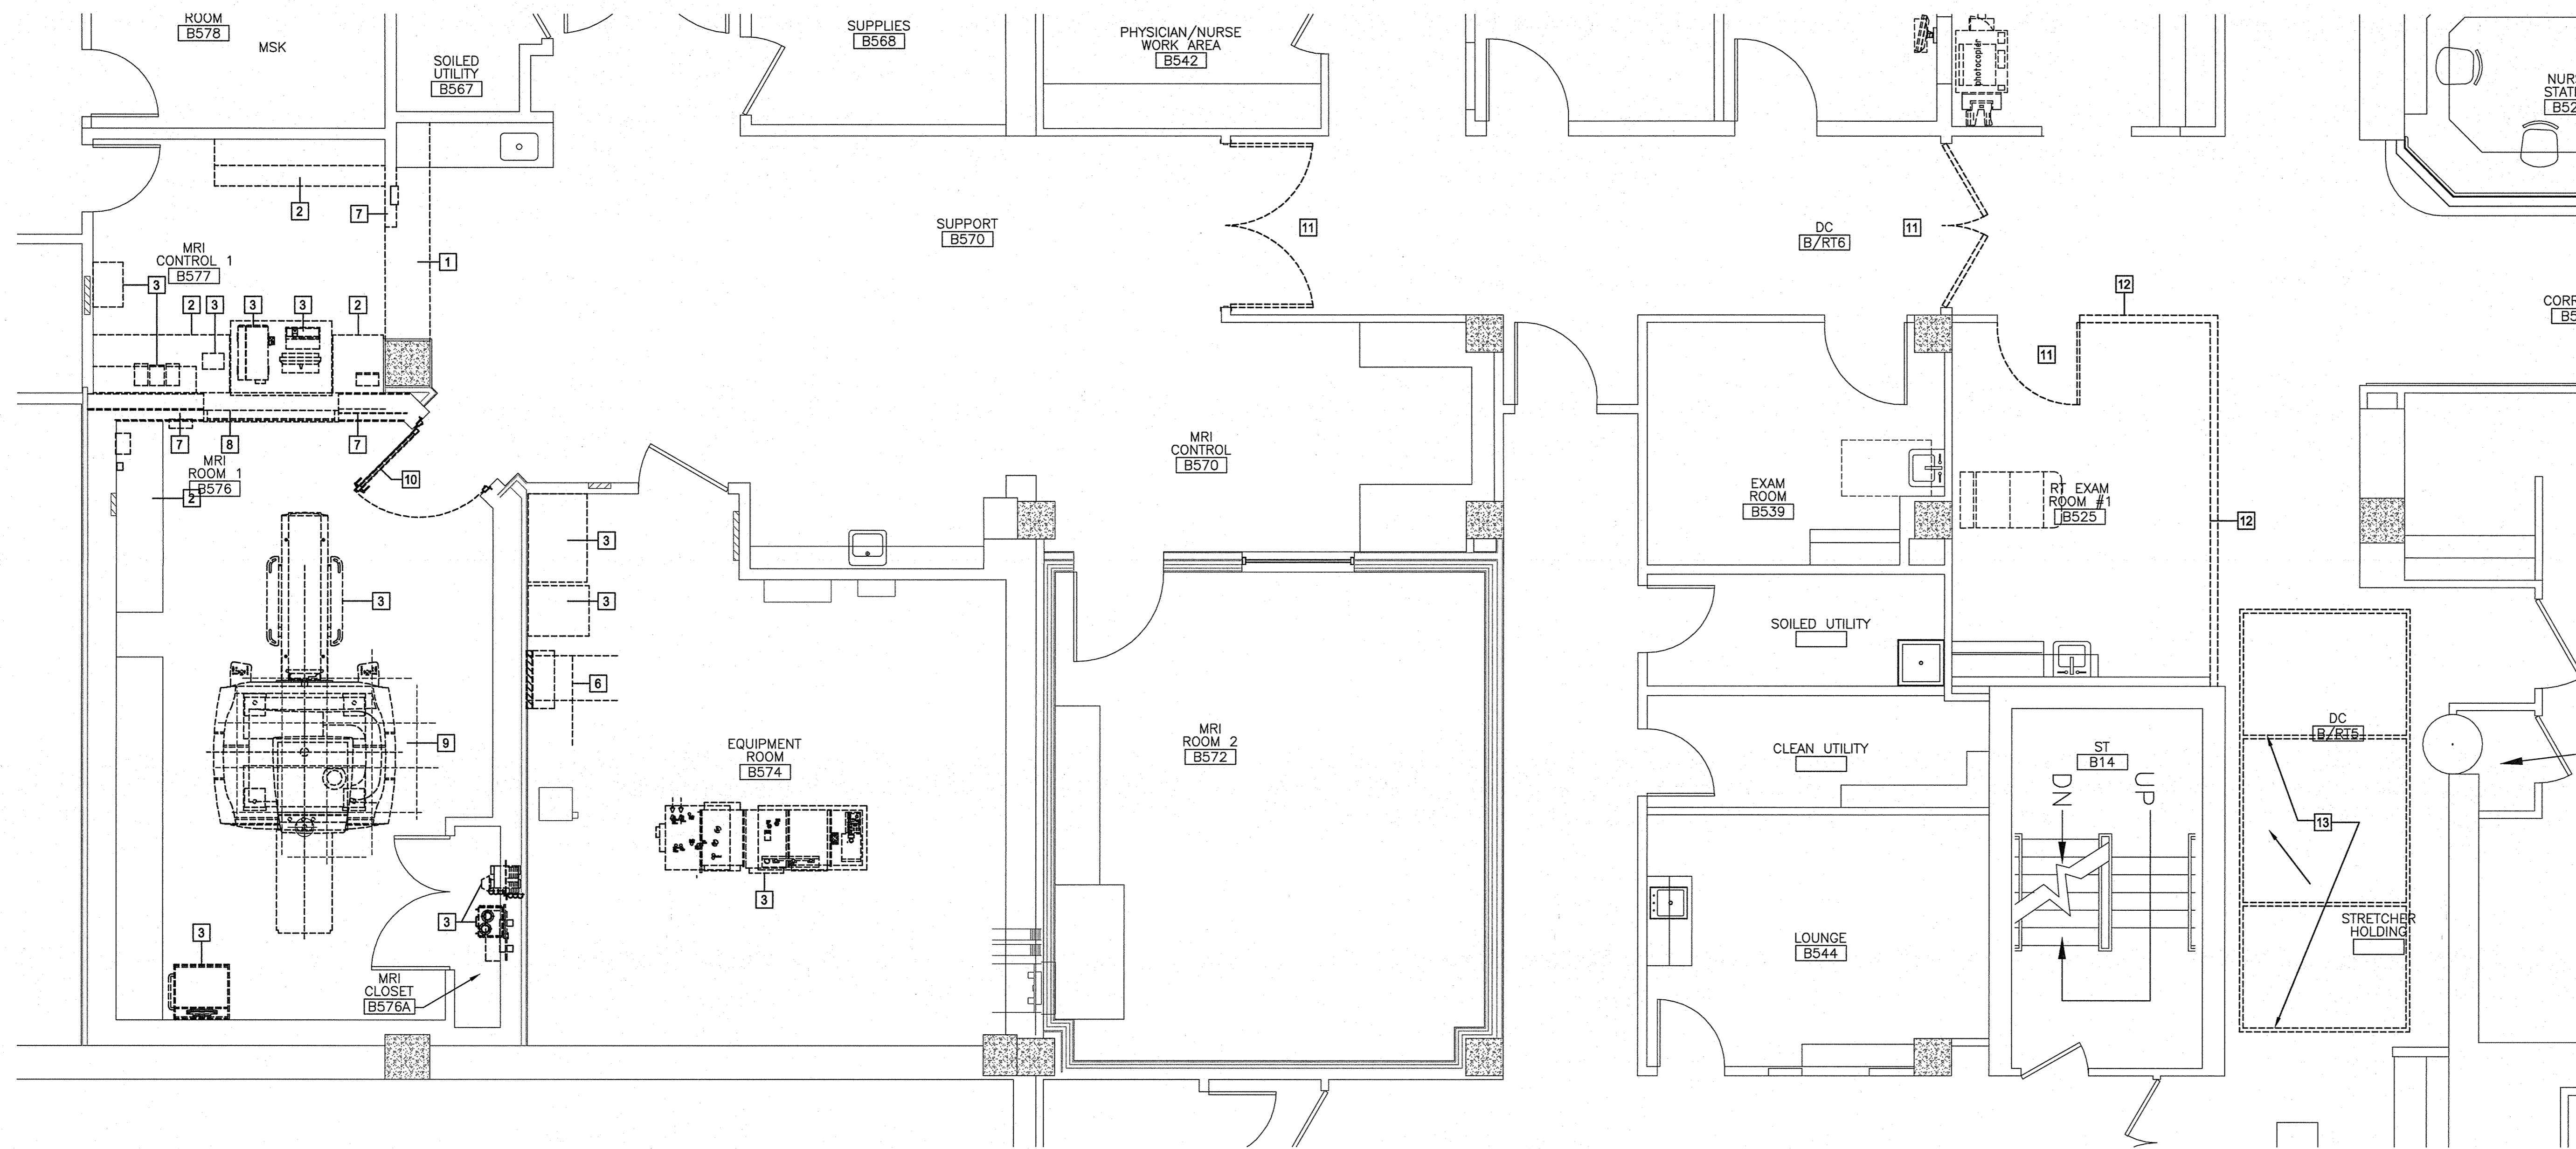 ROOM
B578
MSK
SOILED
UTILITY
B567
SUPPLIES
B568
PHYSICIAN/NURSE
WORK AREA
B542
photocopier
2
7
SUPPORT
B570
11
DC
B/RT6
11
MRI
CONTROL 1
B577
1
3
2
3
3
3
2
12
11
7
8
7
MRI
ROOM 1
B576
2
10
MRI
CONTROL
B570
EXAM
ROOM
B539
RT EXAM
ROOM #1
B525
12
3
3
3
SOILED UTILITY
6
9
EQUIPMENT
ROOM
B574
MRI
ROOM 2
B572
CLEAN UTILITY
ST
B14
DN
UP
DC
B/RT5
13
3
3
3
STRETCHER
HOLDING
LOUNGE
B544
MRI
CLOSET
B576A